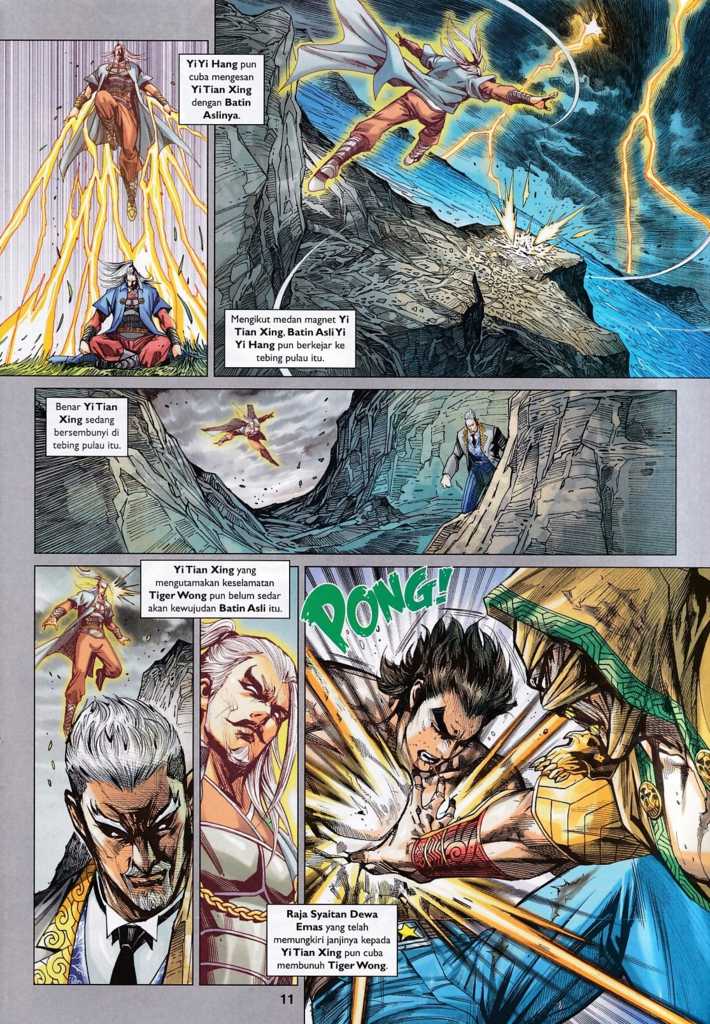 Yi Yi Hang pun
cuba mengesan
Yi Tian Xing
dengan Batin
Aslinya.
Mengikut medan magnet Yi
Tian Xing, Batin Asli Yi
Yi Hang pun berkejar ke
tebing pulau itu.
Benar Yi Tian
Xing sedang
bersembunyi di
tebing pulau itu.
Yi Tian Xing yang
mengutamakan keselamatan
Tiger Wong pun belum sedar
akan kewujudan Batin Asli itu.
PONG!
Raja Syaitan Dewa
Emas yang telah
memungkiri janjinya kepada
Yi Tian Xing pun cuba
membunuh Tiger Wong.
11